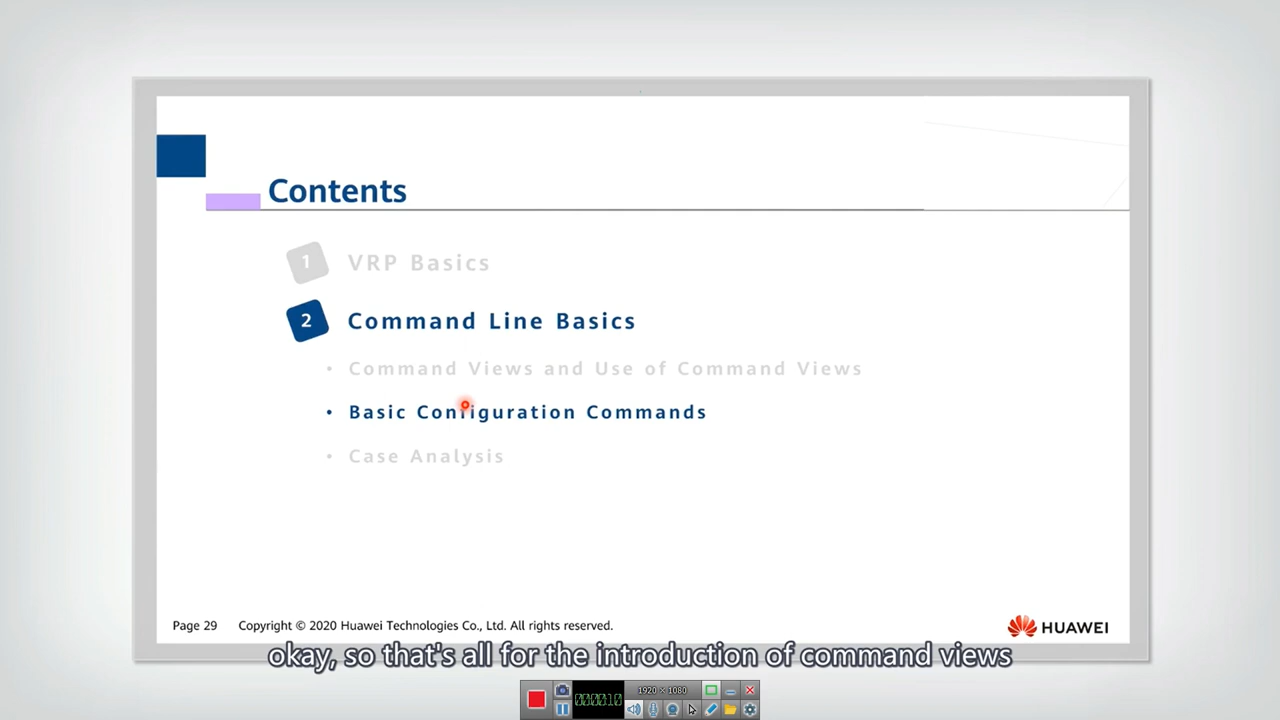 Contents
1 VRP Basics
2 Command Line Basics
• Command Views and Use of Command Views
• Basic Configuration Commands
• Case Analysis
Page 29 Copyright © 2020 Huawei Technologies Co., Ltd. All rights reserved.
HUAWEI
okay, so that's all for the introduction of command views
1920 × 1080